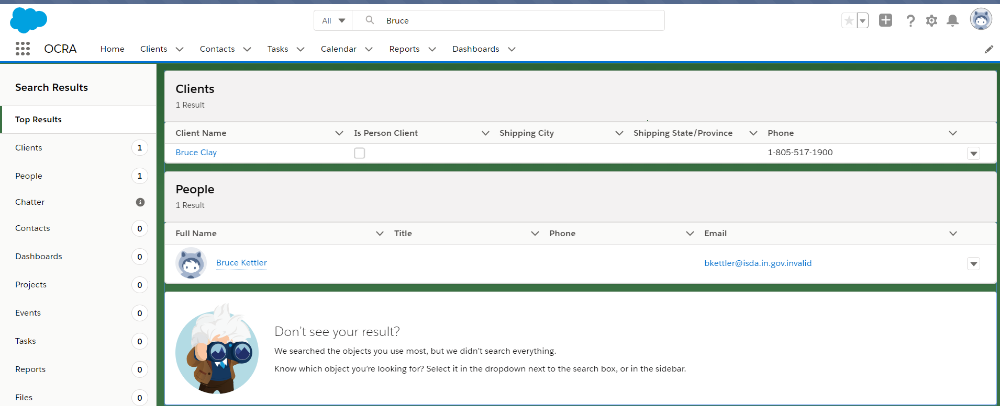 All Bruce
OCRA Home Clients Contacts Tasks Calendar Reports Dashboards
Search Results
Top Results
Clients 1
People 1
Chatter
Contacts 0
Dashboards 0
Projects 0
Events 0
Tasks 0
Reports 0
Files 0
Clients
1 Result
Client Name Is Person Client Shipping City Shipping State/Province Phone
Bruce Clay 1-805-517-1900
People
1 Result
Full Name Title Phone Email
Bruce Kettler bkettler@isda.in.gov.invalid
Don’t see your result?
We searched the objects you use most, but we didn’t search everything.
Know which object you’re looking for? Select it in the dropdown next to the search box, or in the sidebar.